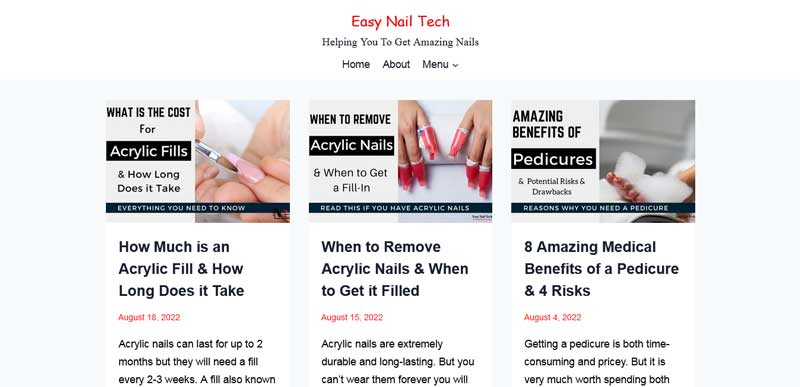 Easy Nail Tech
Helping You To Get Amazing Nails
Home About Menu
WHAT IS THE COST
For
Acrylic Fills
& How Long
Does it Take
EVERYTHING YOU NEED TO KNOW
WHEN TO REMOVE
Acrylic Nails
& When to Get
a Fill-In
READ THIS IF YOU HAVE ACRYLIC NAILS
Easy Nail Tech
AMAZING
BENEFITS OF
Pedicures
& Potential Risks &
Drawbacks
REASONS WHY YOU NEED A PEDICURE
How Much is an
Acrylic Fill & How
Long Does it Take
August 18, 2022
Acrylic nails can last for up to 2
months but they will need a fill
every 2-3 weeks. A fill also known
When to Remove
Acrylic Nails & When
to Get it Filled
August 15, 2022
Acrylic nails are extremely
durable and long-lasting. But you
can't wear them forever you will
8 Amazing Medical
Benefits of a Pedicure
& 4 Risks
August 4, 2022
Getting a pedicure is both time-
consuming and pricey. But it is
very much worth spending both